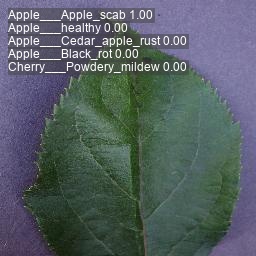 Apple___Apple_scab 1.00
Apple___healthy 0.00
Apple___Cedar_apple_rust 0.00
Apple___Black_rot 0.00
Cherry___Powdery_mildew 0.00